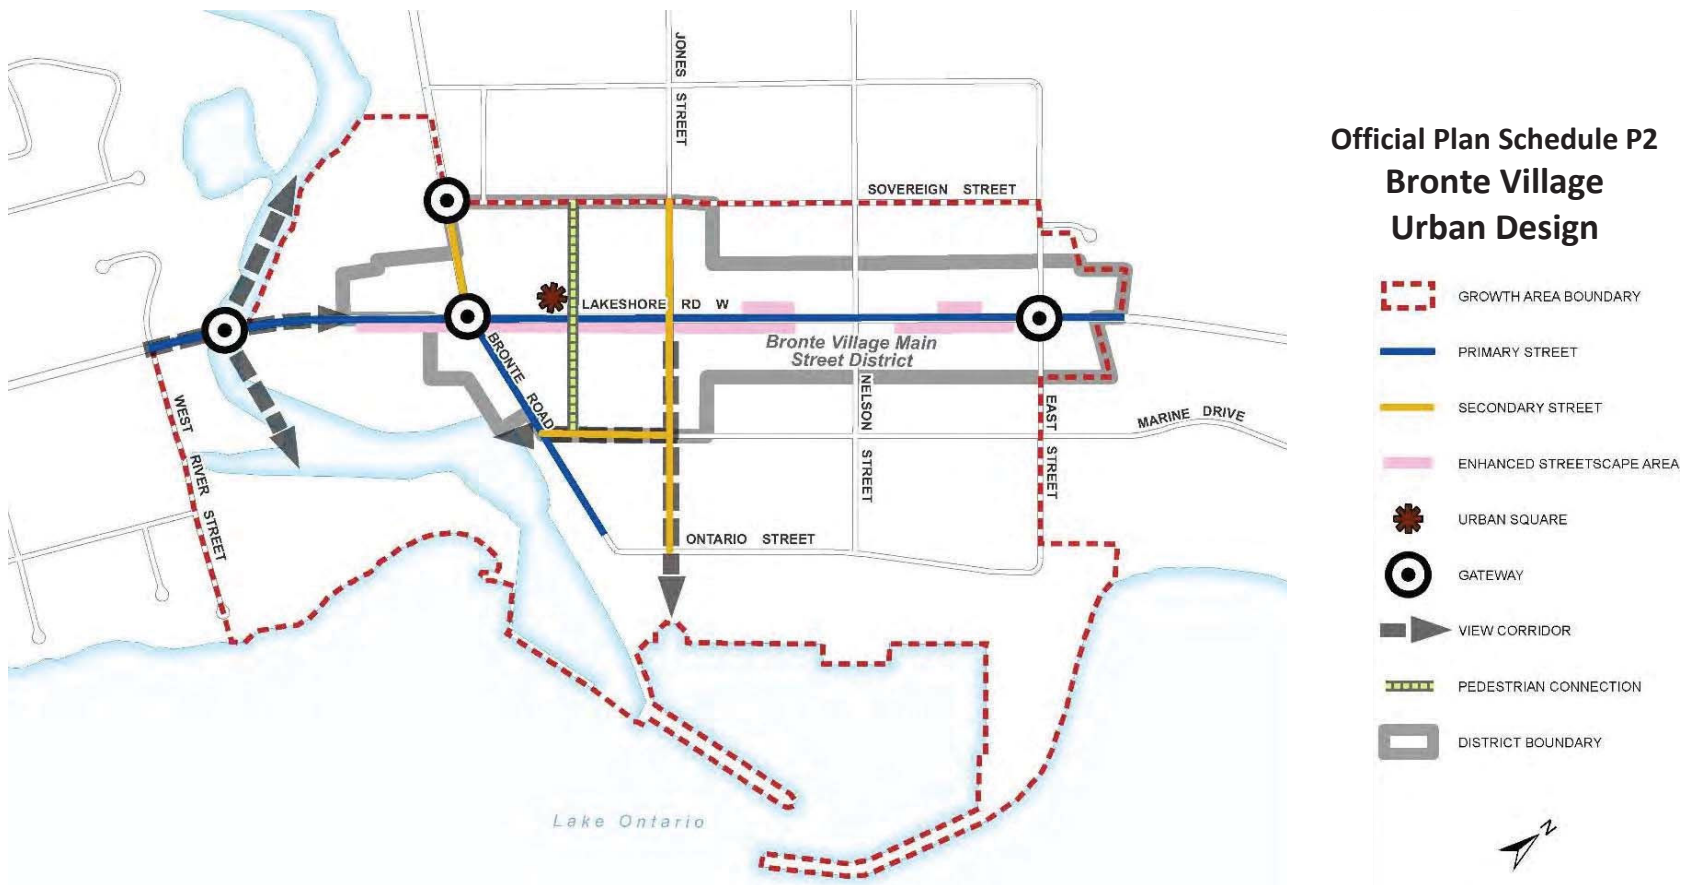 Official Plan Schedule P2
Bronte Village
Urban Design
GROWTH AREA BOUNDARY
PRIMARY STREET
SECONDARY STREET
ENHANCED STREETSCAPE AREA
URBAN SQUARE
GATEWAY
VIEW CORRIDOR
PEDESTRIAN CONNECTION
DISTRICT BOUNDARY
N
JONES STREET
SOVEREIGN STREET
LAKESHORE RD W
Bronte Village Main
Street District
BRONTE ROAD
NELSON STREET
EAST STREET
MARINE DRIVE
WEST RIVER STREET
ONTARIO STREET
Lake Ontario